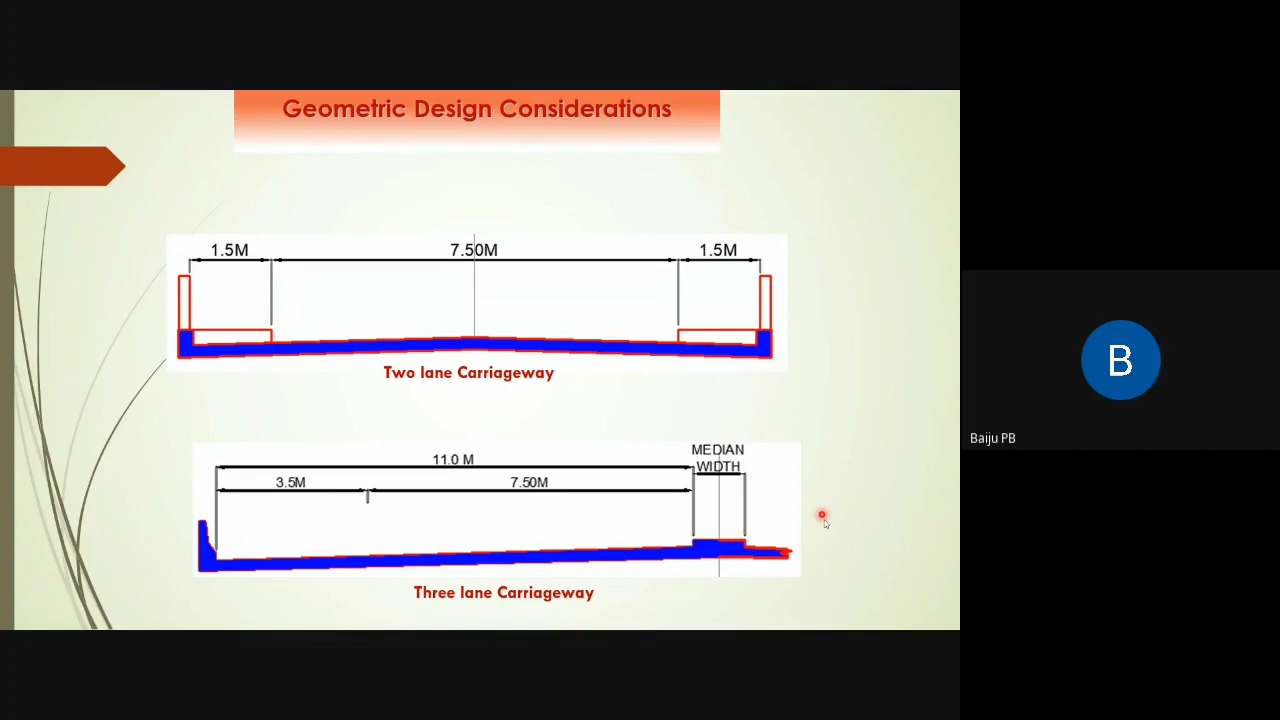 Geometric Design Considerations
1.5M 7.50M 1.5M
Two lane Carriageway
MEDIAN
11.0 M WIDTH
3.5M 7.50M
Three lane Carriageway
B
Baiju PB